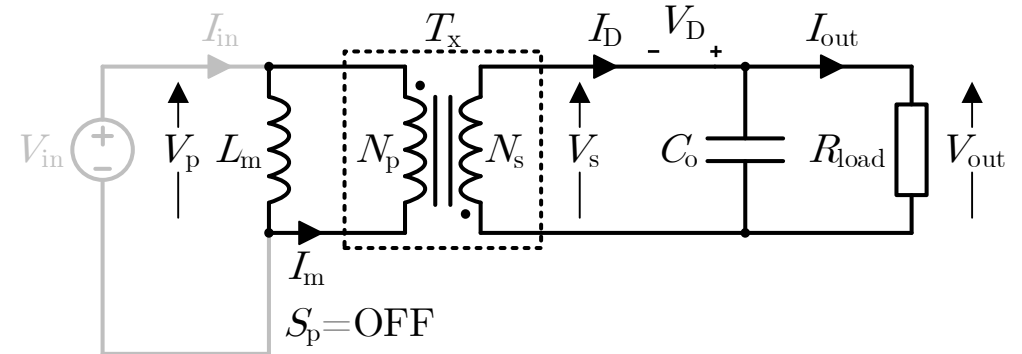 I_in
T_x
I_D
V_D
− +
I_out
V_in
+
−
V_p
L_m
N_p
N_s
V_s
C_o
R_load
V_out
I_m
S_p=OFF